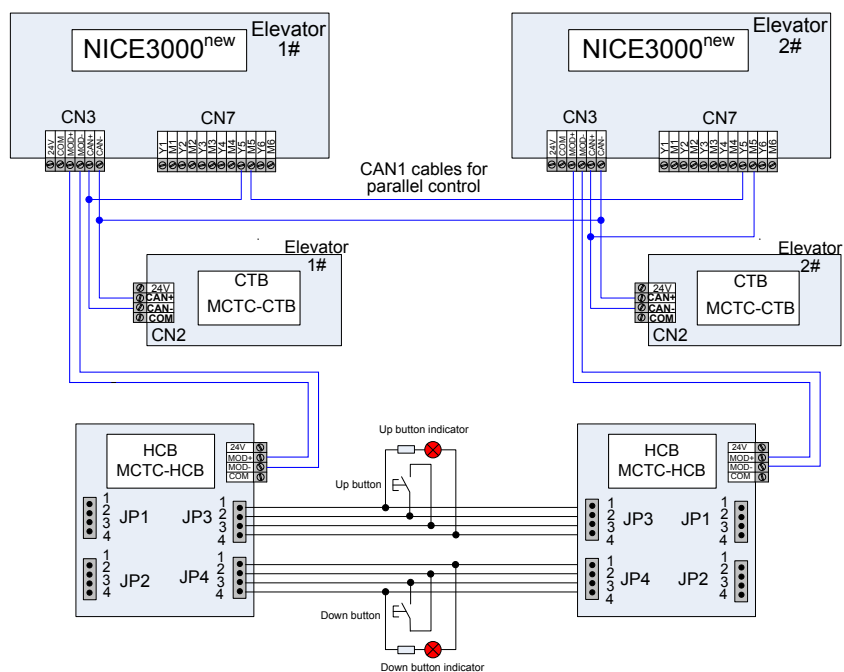 NICE3000new
Elevator
1#
CN3
CN7
24V
COM
MOD+
MOD-
CAN+
CAN-
Y1
M1
Y2
M2
Y3
M3
Y4
M4
Y5
M5
Y6
M6
NICE3000new
Elevator
2#
CN3
CN7
24V
COM
MOD+
MOD-
CAN+
CAN-
Y1
M1
Y2
M2
Y3
M3
Y4
M4
Y5
M5
Y6
M6
CAN1 cables for
parallel control
Elevator
1#
CTB
MCTC-CTB
24V
CAN+
CAN-
COM
CN2
Elevator
2#
CTB
MCTC-CTB
24V
CAN+
CAN-
COM
CN2
HCB
MCTC-HCB
24V
MOD+
MOD-
COM
JP1
1
2
3
4
JP3
1
2
3
4
JP2
1
2
3
4
JP4
1
2
3
4
Up button indicator
Up button
Down button
Down button indicator
HCB
MCTC-HCB
24V
MOD+
MOD-
COM
1
2
3
4
JP3
JP1
1
2
3
4
1
2
3
4
JP4
JP2
1
2
3
4